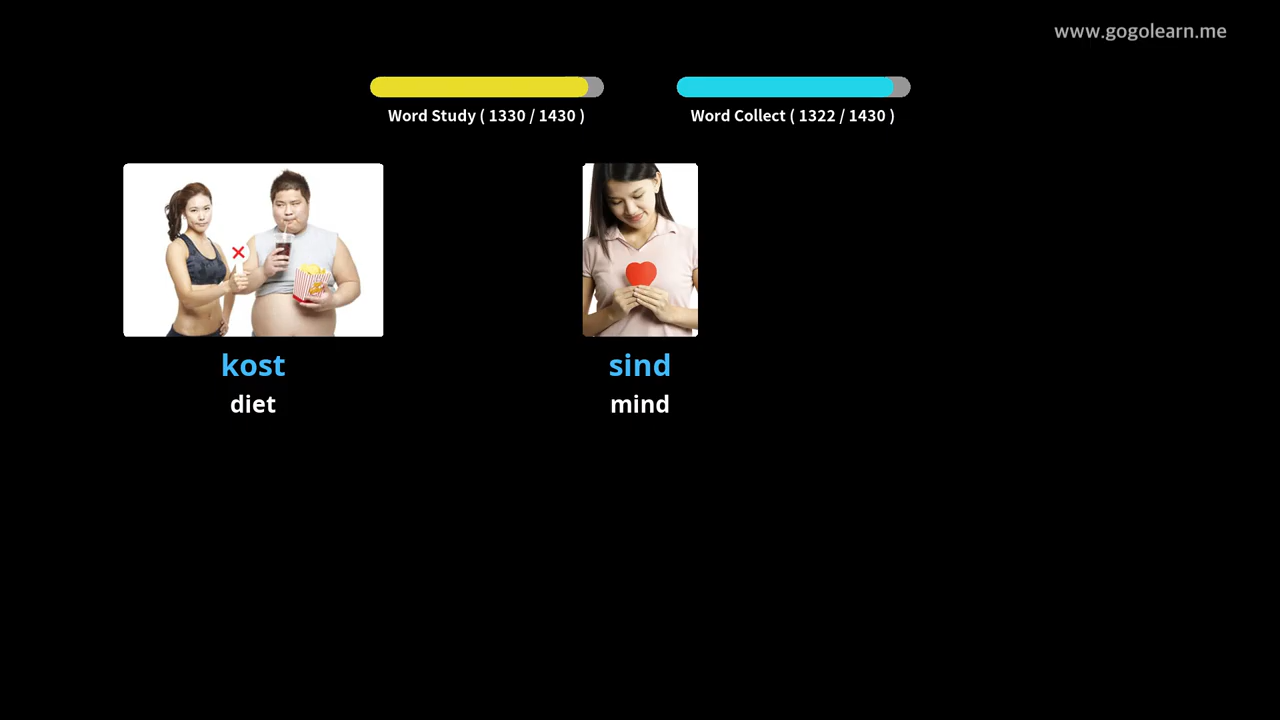 www.gogolearn.me
Word Study ( 1330 / 1430 )
Word Collect ( 1322 / 1430 )
kost
diet
sind
mind